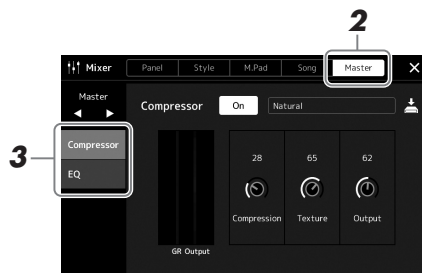 2
Mixer Panel Style M.Pad Song Master ×
Master
Compressor On Natural
3
Compressor
EQ
28 65 62
Compression Texture Output
GR Output